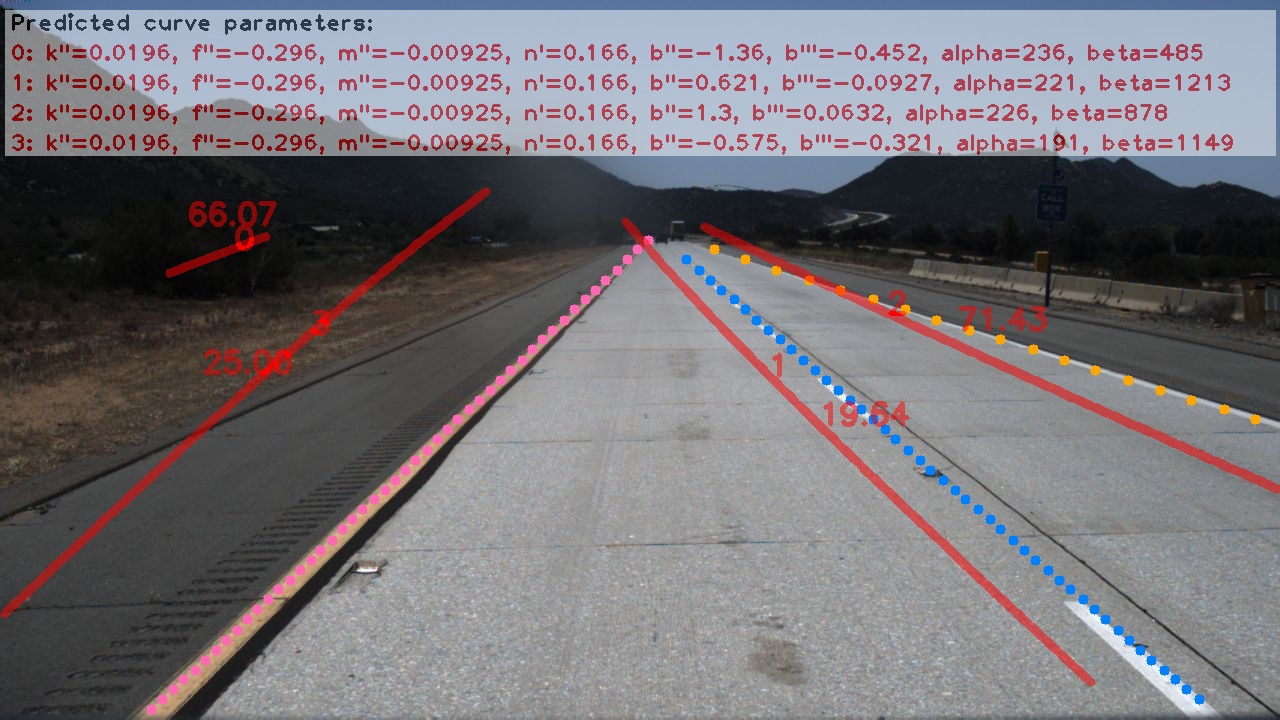 Predicted curve parameters:
0: k''=0.0196, f''=-0.296, m''=-0.00925, n'=0.166, b''=-1.36, b'''=-0.452, alpha=236, beta=485
1: k''=0.0196, f''=-0.296, m''=-0.00925, n'=0.166, b''=0.621, b'''=-0.0927, alpha=221, beta=1213
2: k''=0.0196, f''=-0.296, m''=-0.00925, n'=0.166, b''=1.3, b'''=0.0632, alpha=226, beta=878
3: k''=0.0196, f''=-0.296, m''=-0.00925, n'=0.166, b''=-0.575, b'''=-0.321, alpha=191, beta=1149
CALL
BOX
66.07
0
2
71.43
3
25.00
1
19.64